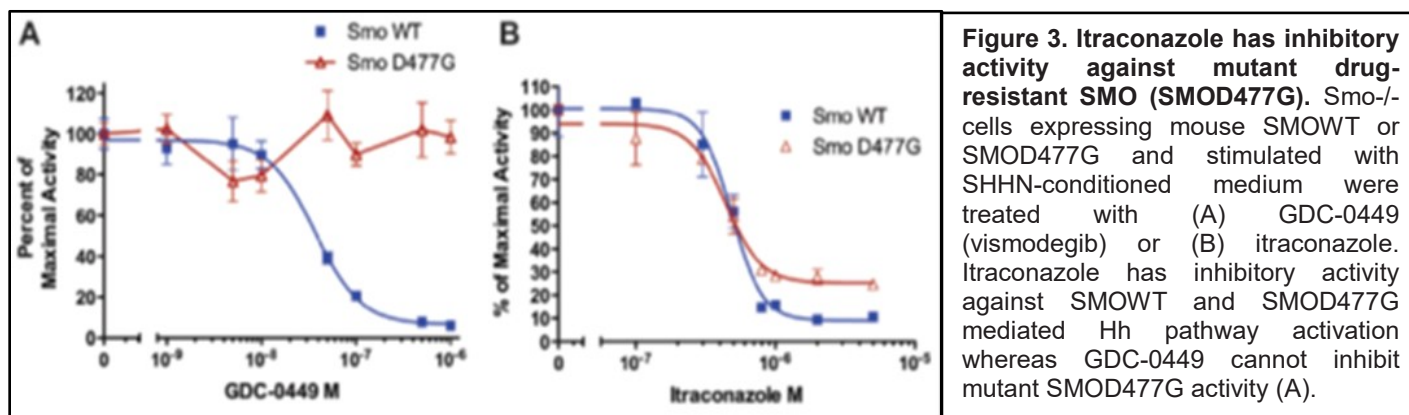 A
Smo WT
Smo D477G
Percent of
Maximal Activity
120
100
80
60
40
20
0
0
10-9
10-8
10-7
10-6
GDC-0449 M
B
Smo WT
Smo D477G
% of Maximal Activity
110
100
90
80
70
60
50
40
30
20
10
0
0
10-7
10-6
10-5
Itraconazole M
Figure 3. Itraconazole has inhibitory
activity against mutant drug-
resistant SMO (SMOD477G). Smo-/-
cells expressing mouse SMOWT or
SMOD477G and stimulated with
SHHN-conditioned medium were
treated with (A) GDC-0449
(vismodegib) or (B) itraconazole.
Itraconazole has inhibitory activity
against SMOWT and SMOD477G
mediated Hh pathway activation
whereas GDC-0449 cannot inhibit
mutant SMOD477G activity (A).